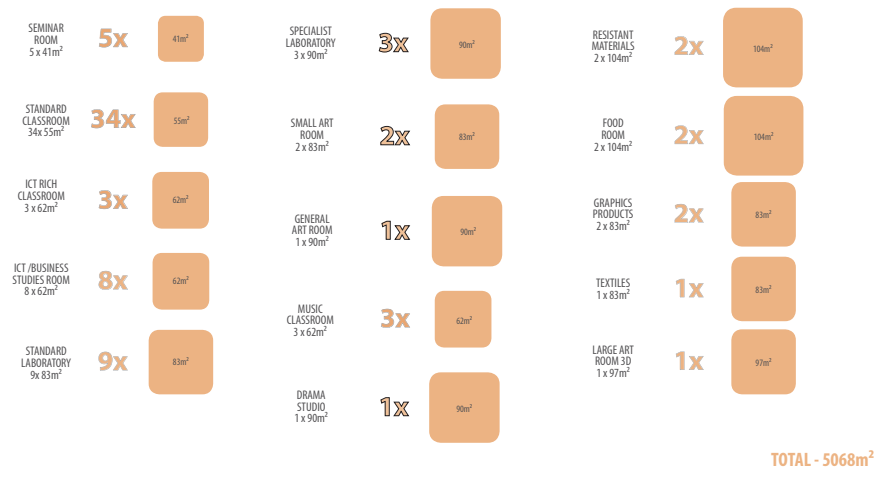 SEMINAR
ROOM
5 x 41m²
5x
41m²
STANDARD
CLASSROOM
34x 55m²
34x
55m²
ICT RICH
CLASSROOM
3 x 62m²
3x
62m²
ICT /BUSINESS
STUDIES ROOM
8 x 62m²
8x
62m²
STANDARD
LABORATORY
9x 83m²
9x
83m²
SPECIALIST
LABORATORY
3 x 90m²
3x
90m²
SMALL ART
ROOM
2 x 83m²
2x
83m²
GENERAL
ART ROOM
1 x 90m²
1x
90m²
MUSIC
CLASSROOM
3 x 62m²
3x
62m²
DRAMA
STUDIO
1 x 90m²
1x
90m²
RESISTANT
MATERIALS
2 x 104m²
2x
104m²
FOOD
ROOM
2 x 104m²
2x
104m²
GRAPHICS
PRODUCTS
2 x 83m²
2x
83m²
TEXTILES
1 x 83m²
1x
83m²
LARGE ART
ROOM 3D
1 x 97m²
1x
97m²
TOTAL - 5068m²